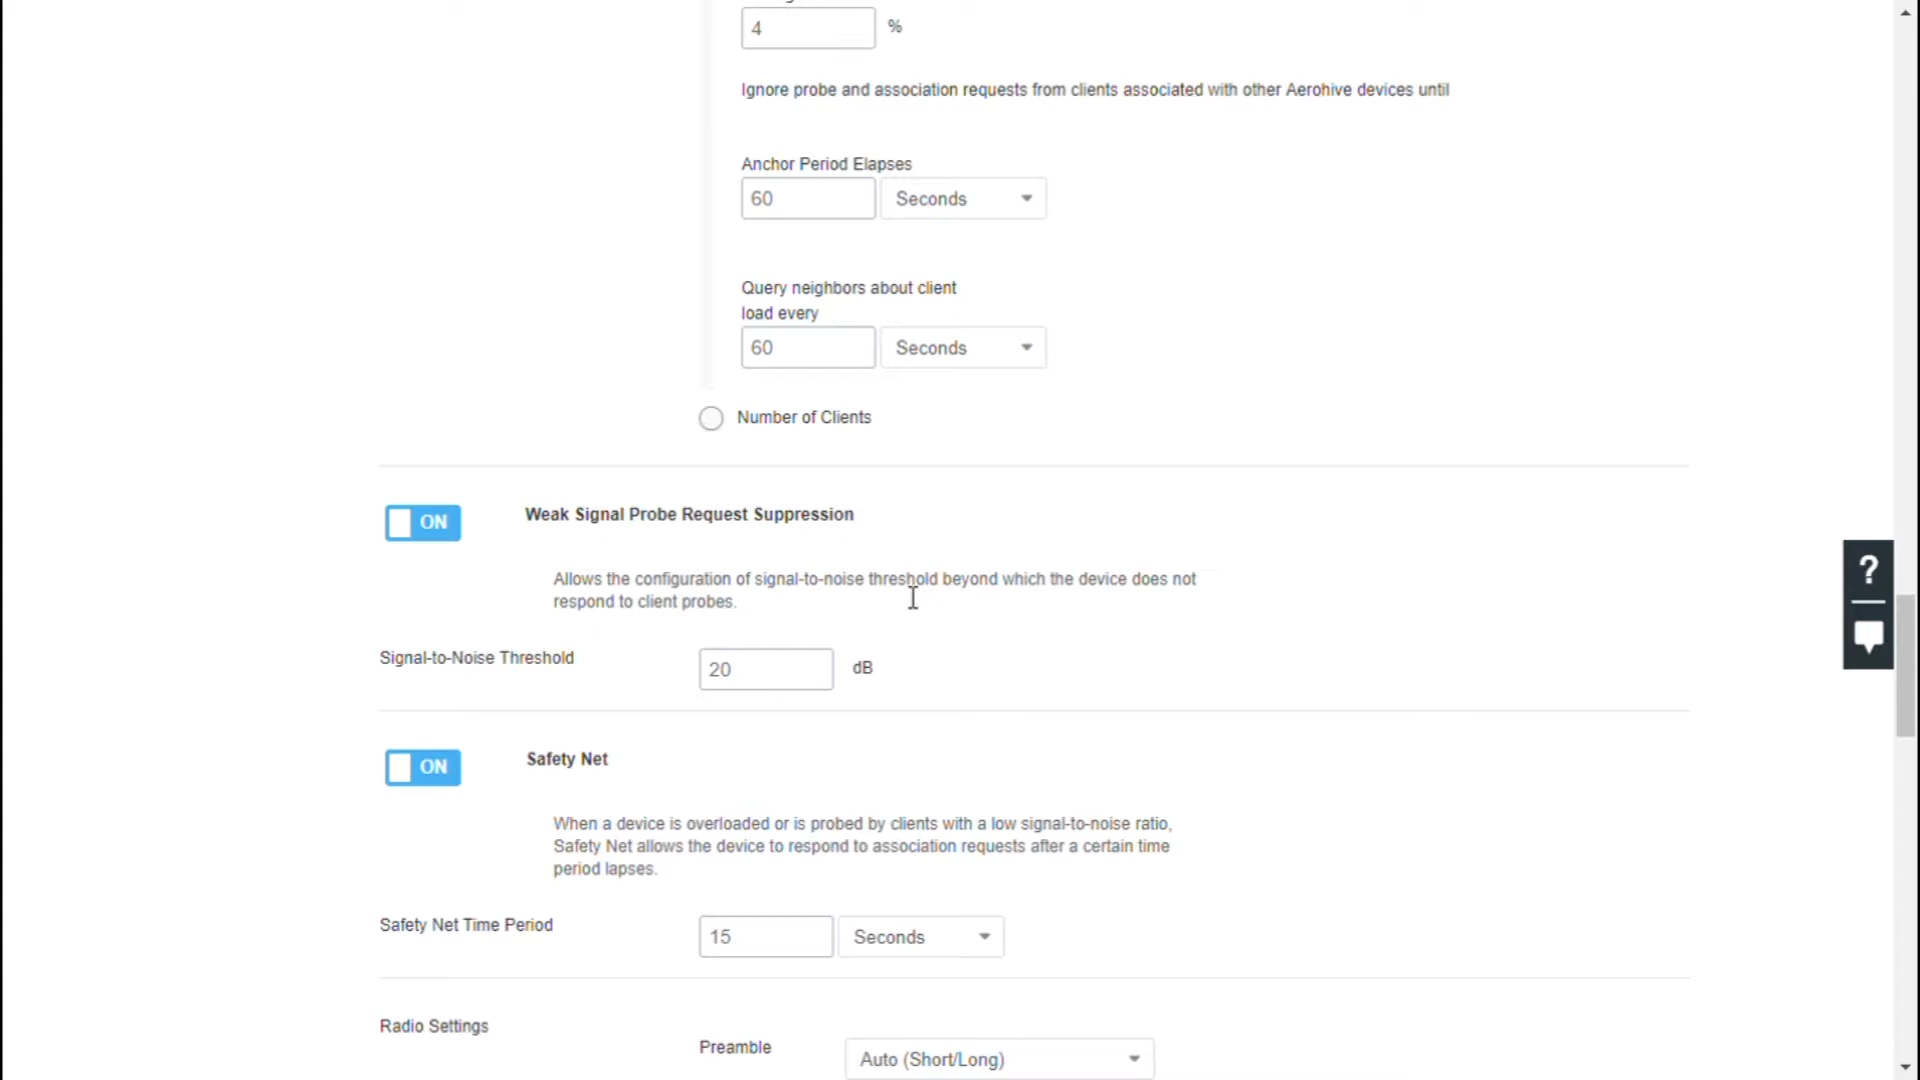 4 %
Ignore probe and association requests from clients associated with other Aerohive devices until
Anchor Period Elapses
60 Seconds
Query neighbors about client
load every
60 Seconds
Number of Clients
ON Weak Signal Probe Request Suppression
Allows the configuration of signal-to-noise threshold beyond which the device does not
respond to client probes.
Signal-to-Noise Threshold 20 dB
ON Safety Net
When a device is overloaded or is probed by clients with a low signal-to-noise ratio,
Safety Net allows the device to respond to association requests after a certain time
period lapses.
Safety Net Time Period 15 Seconds
Radio Settings
Preamble Auto (Short/Long)
?